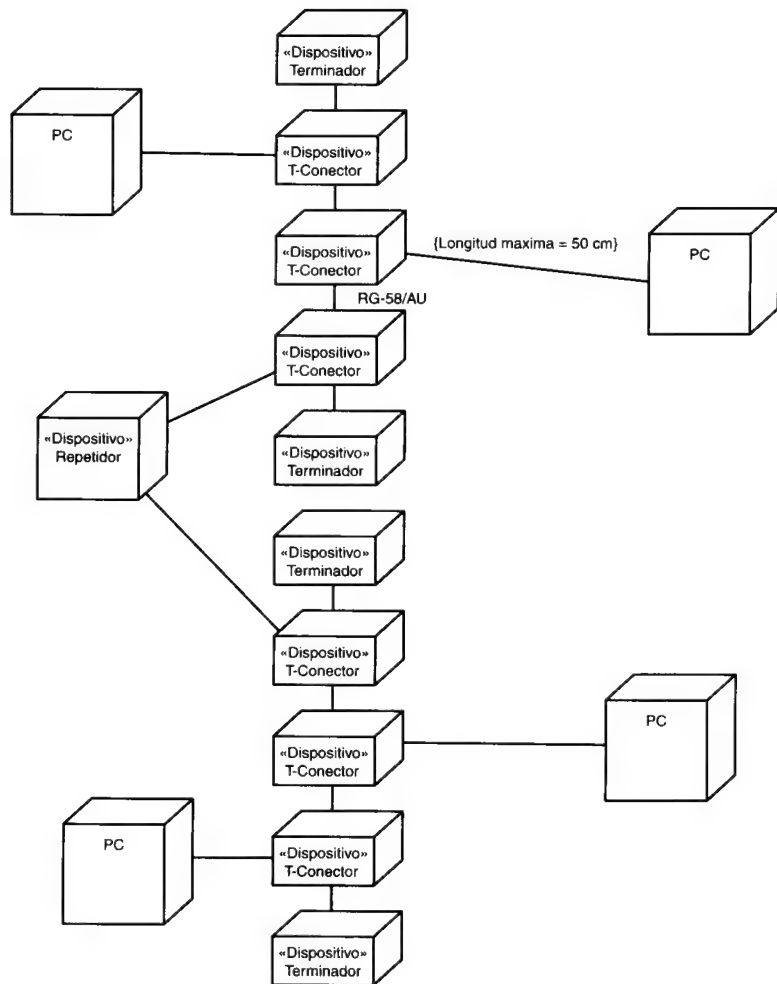 «Dispositivo»
Terminador
PC
«Dispositivo»
T-Conector
«Dispositivo»
T-Conector
{Longitud maxima = 50 cm}
PC
RG-58/AU
«Dispositivo»
T-Conector
«Dispositivo»
Repetidor
«Dispositivo»
Terminador
«Dispositivo»
Terminador
«Dispositivo»
T-Conector
PC
«Dispositivo»
T-Conector
PC
«Dispositivo»
T-Conector
«Dispositivo»
Terminador